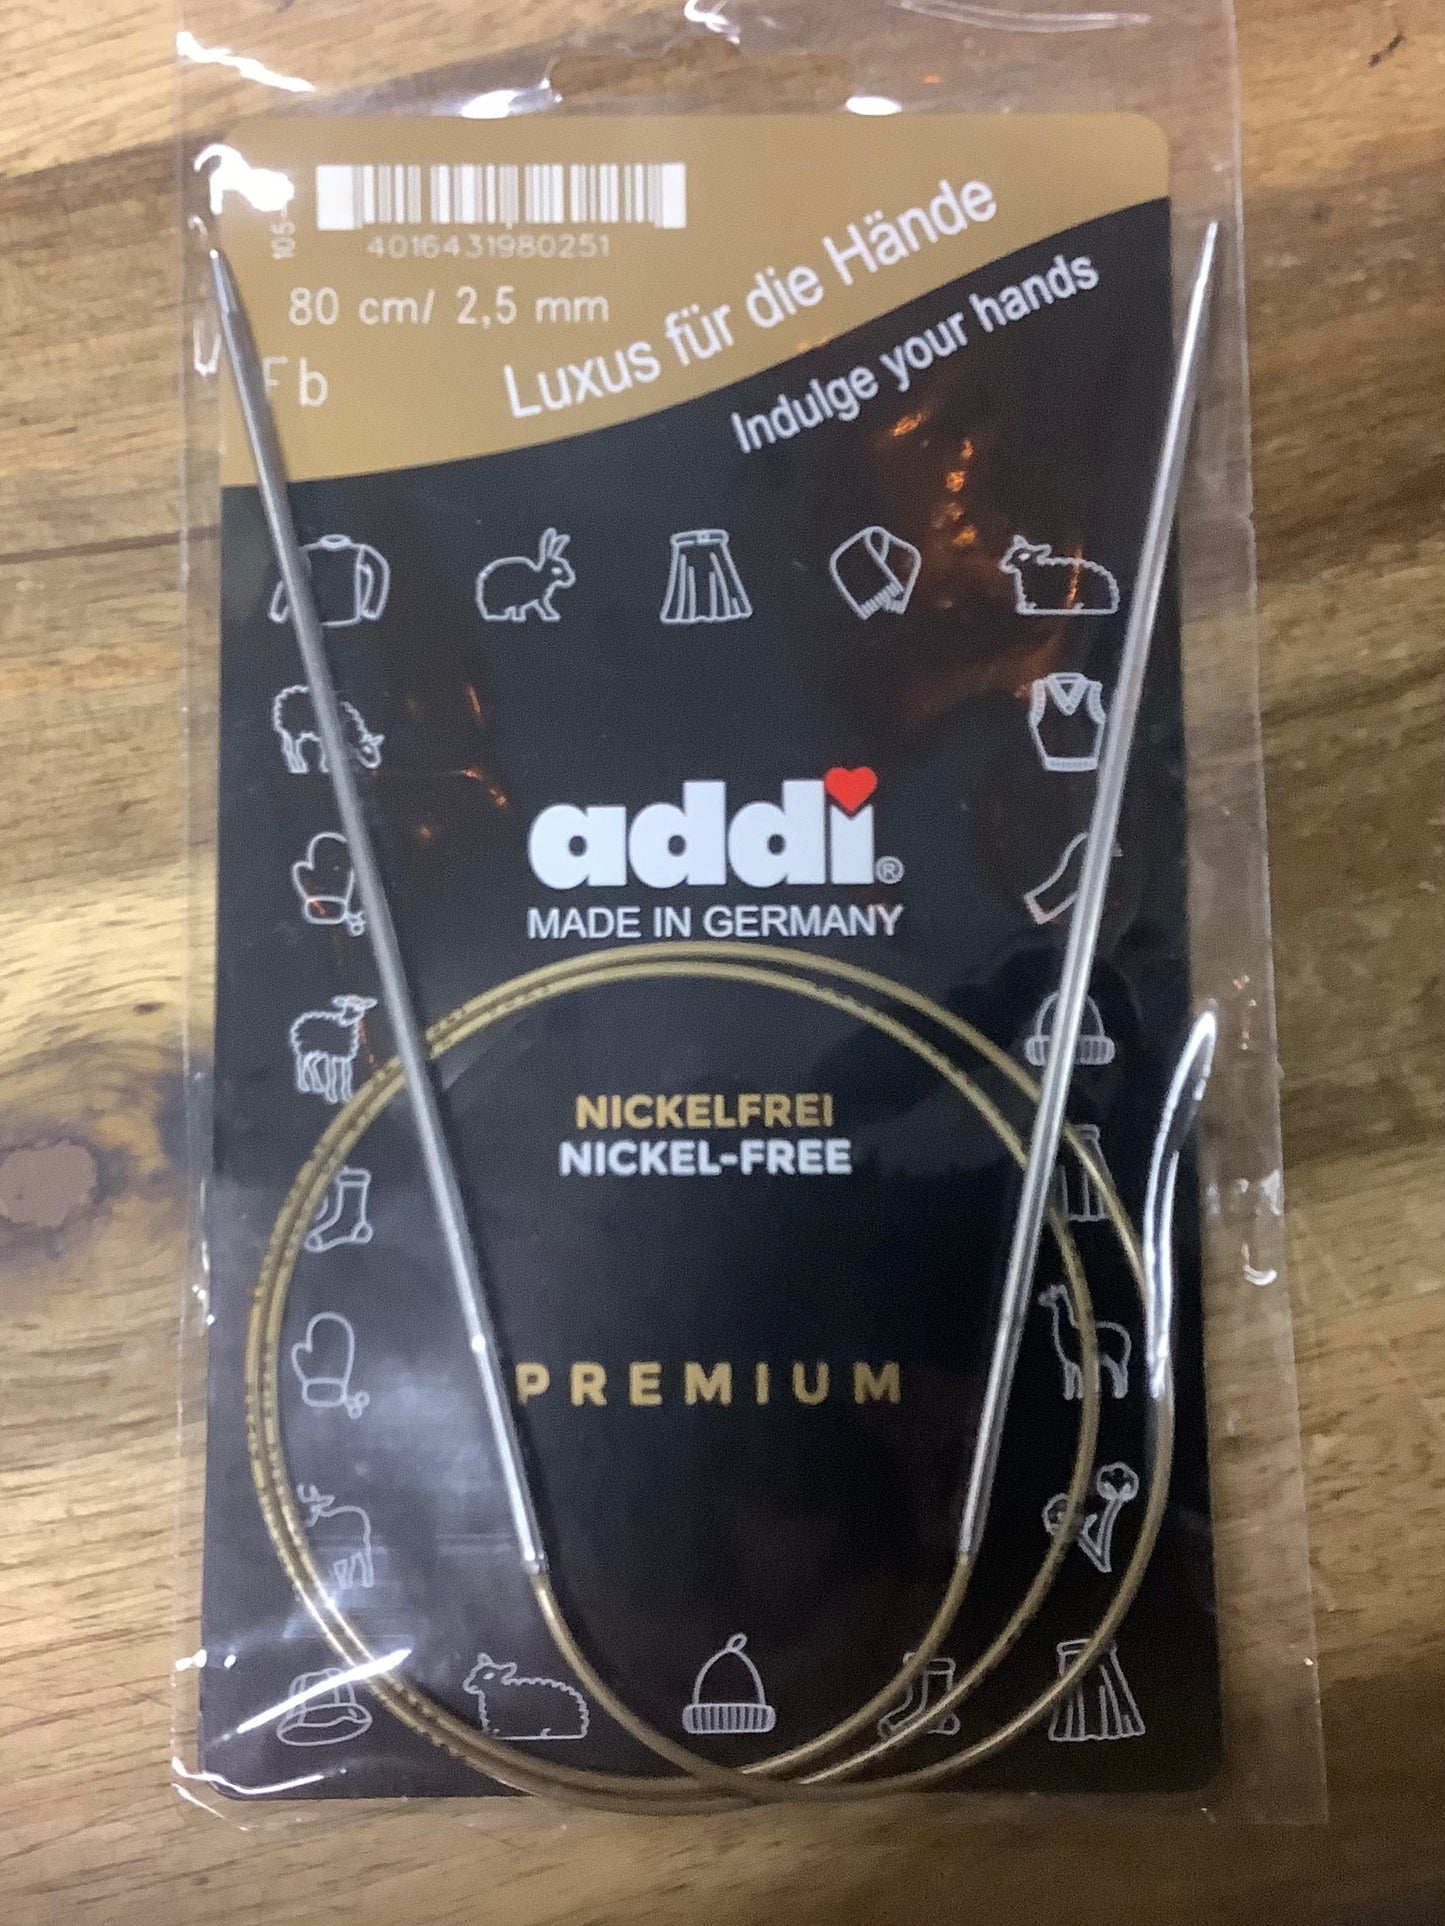 4016431980251
80 cm/ 2,5 mm
Luxus für die Hände
Indulge your hands
addi®
MADE IN GERMANY
NICKELFREI
NICKEL-FREE
PREMIUM